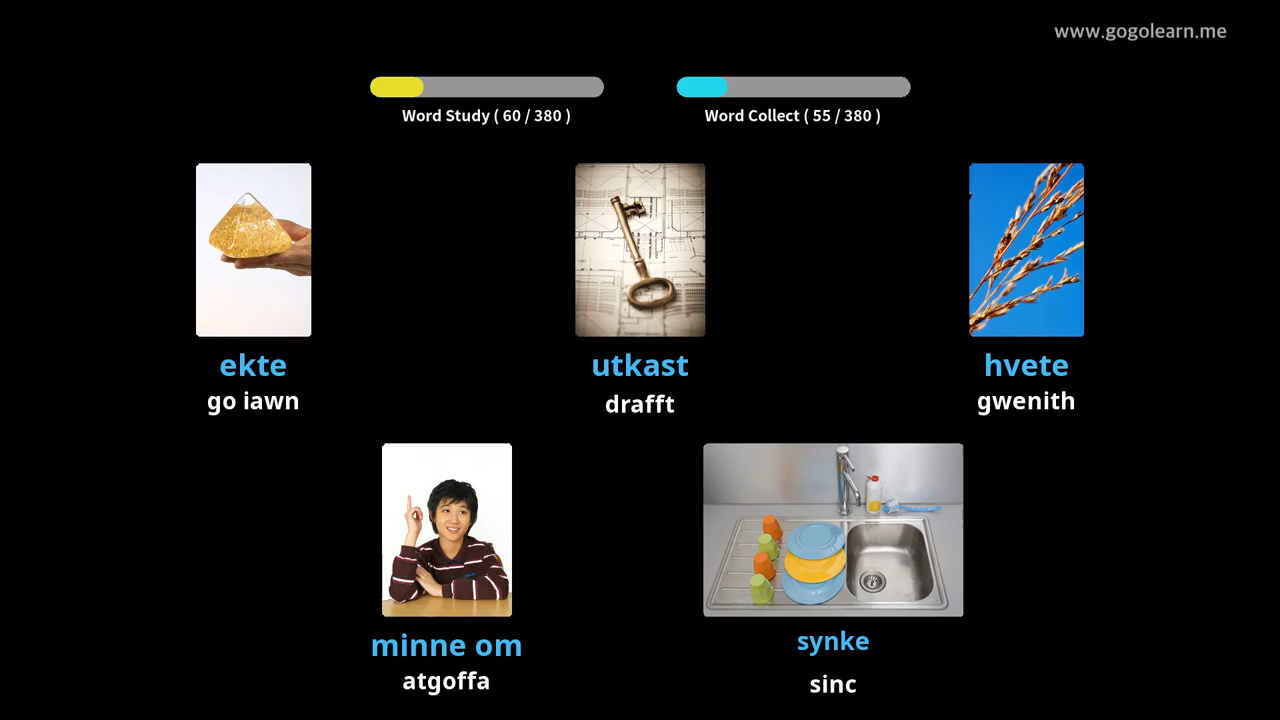 www.gogolearn.me
Word Study ( 60 / 380 )
Word Collect ( 55 / 380 )
ekte
go iawn
utkast
drafft
hvete
gwenith
minne om
atgoffa
synke
sinc